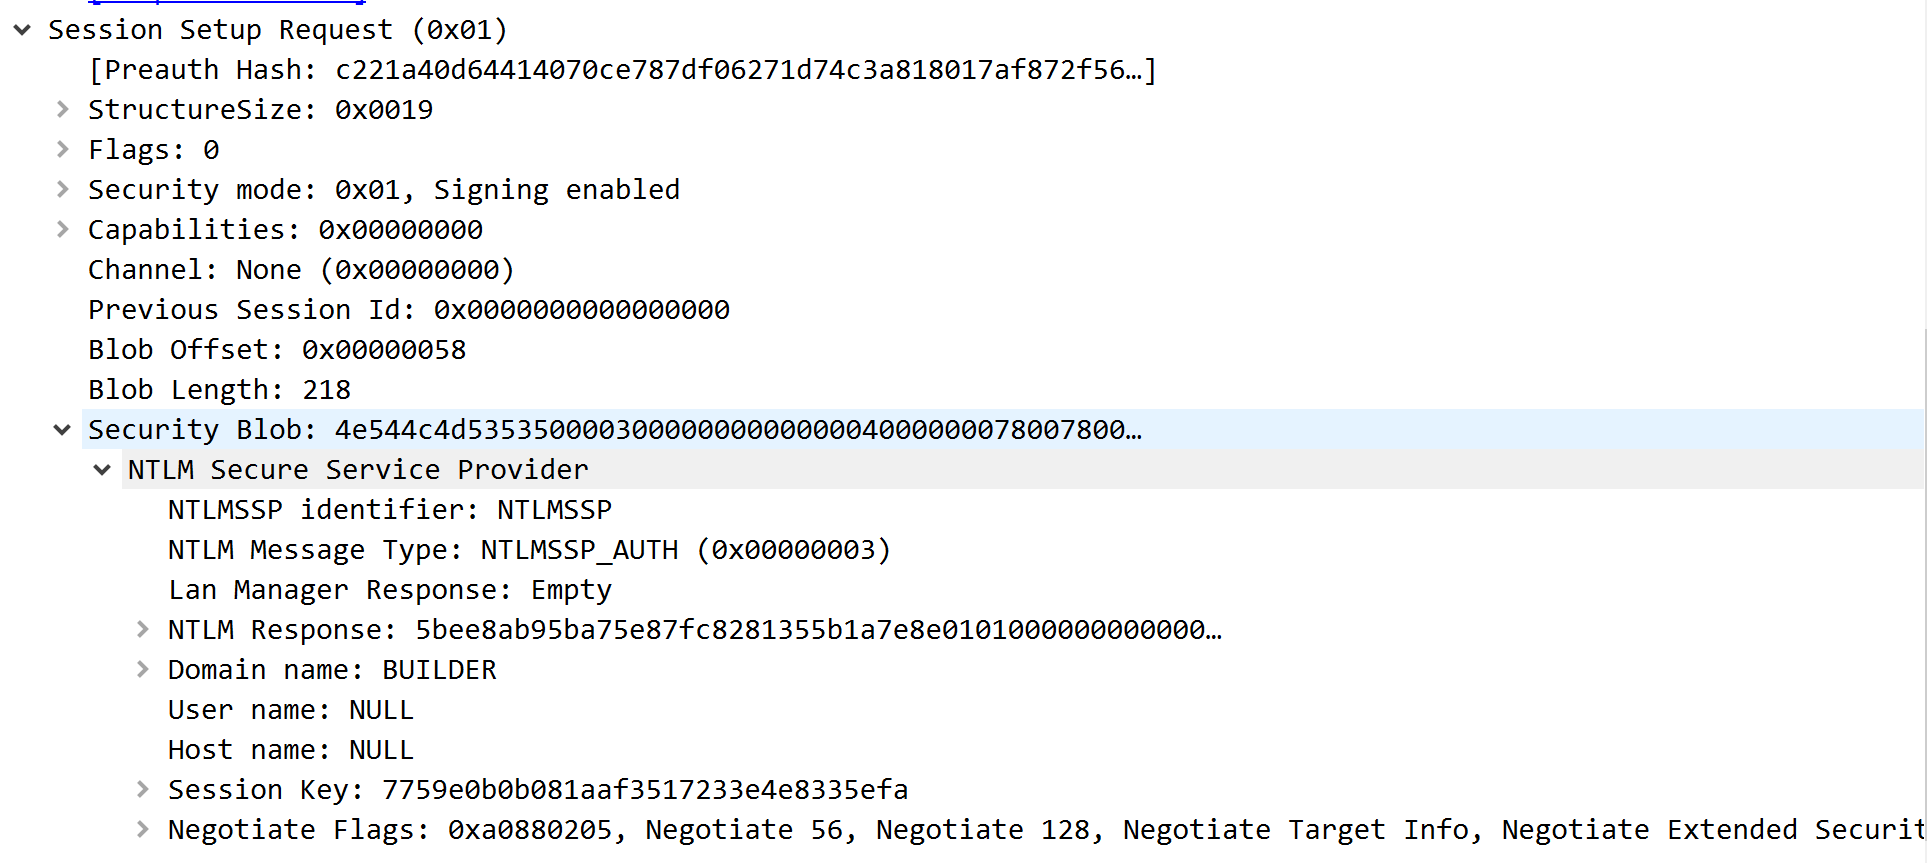 Session Setup Request (0x01)
[Preauth Hash: c221a40d64414070ce787df06271d74c3a818017af872f56…]
StructureSize: 0x0019
Flags: 0
Security mode: 0x01, Signing enabled
Capabilities: 0x00000000
Channel: None (0x00000000)
Previous Session Id: 0x0000000000000000
Blob Offset: 0x00000058
Blob Length: 218
Security Blob: 4e544c4d5353500003000000000000004000000078007800…
NTLM Secure Service Provider
NTLMSSP identifier: NTLMSSP
NTLM Message Type: NTLMSSP_AUTH (0x00000003)
Lan Manager Response: Empty
NTLM Response: 5bee8ab95ba75e87fc8281355b1a7e8e0101000000000000…
Domain name: BUILDER
User name: NULL
Host name: NULL
Session Key: 7759e0b0b081aaf3517233e4e8335efa
Negotiate Flags: 0xa0880205, Negotiate 56, Negotiate 128, Negotiate Target Info, Negotiate Extended Securit